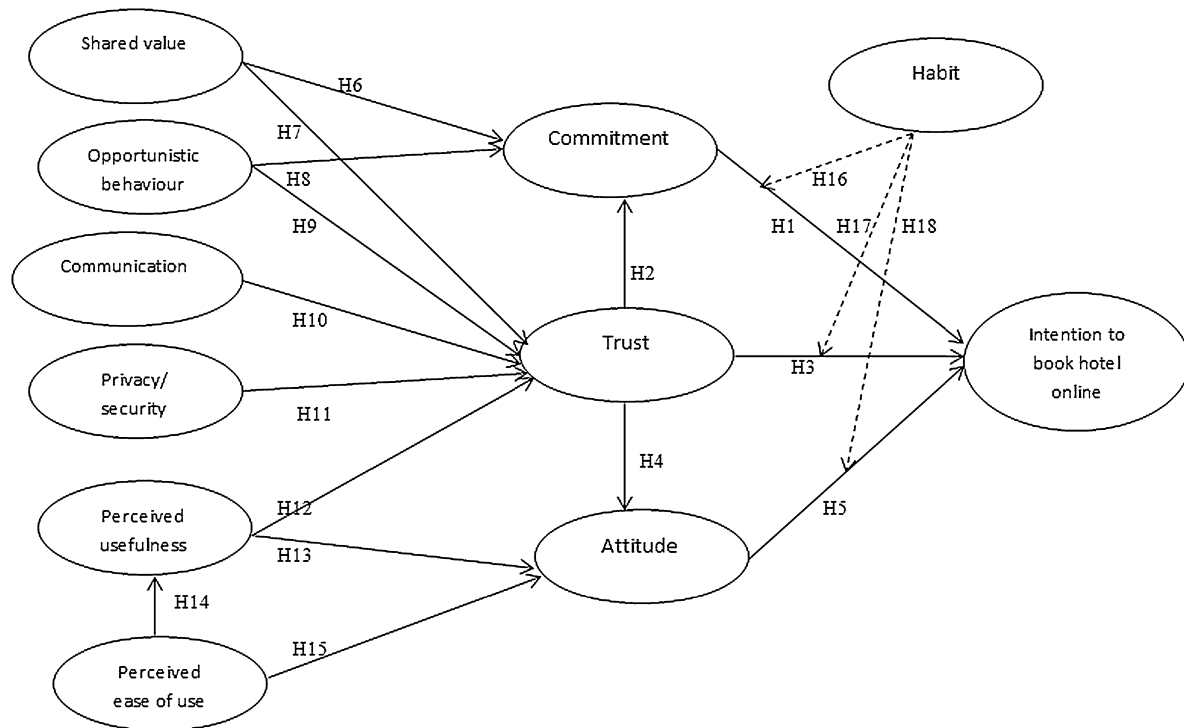 Shared value
Habit
H6
Commitment
H7
Opportunistic
behaviour
H8
H16
H9
H1
H17
H18
Communication
H2
H10
Trust
Intention to
book hotel
online
H3
Privacy/
security
H11
H4
H12
Perceived
usefulness
H5
Attitude
H13
H14
H15
Perceived
ease of use